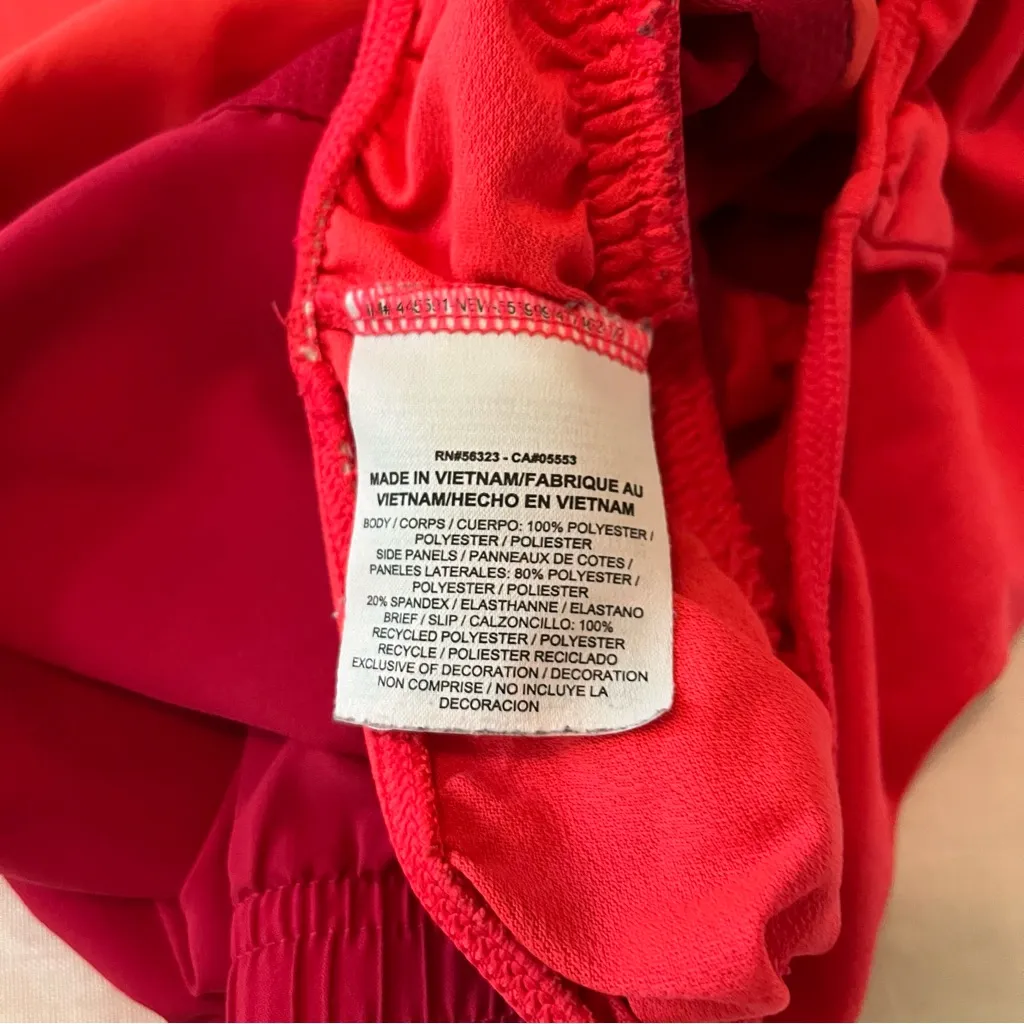 RN#56323 - CA#05553
MADE IN VIETNAM/FABRIQUE AU
VIETNAM/HECHO EN VIETNAM
BODY / CORPS / CUERPO: 100% POLYESTER /
POLYESTER / POLIESTER
SIDE PANELS / PANNEAUX DE COTES /
PANELES LATERALES: 80% POLYESTER /
POLYESTER / POLIESTER
20% SPANDEX / ELASTHANNE / ELASTANO
BRIEF / SLIP / CALZONCILLO: 100%
RECYCLED POLYESTER / POLYESTER
RECYCLE / POLIESTER RECICLADO
EXCLUSIVE OF DECORATION / DECORATION
NON COMPRISE / NO INCLUYE LA
DECORACION